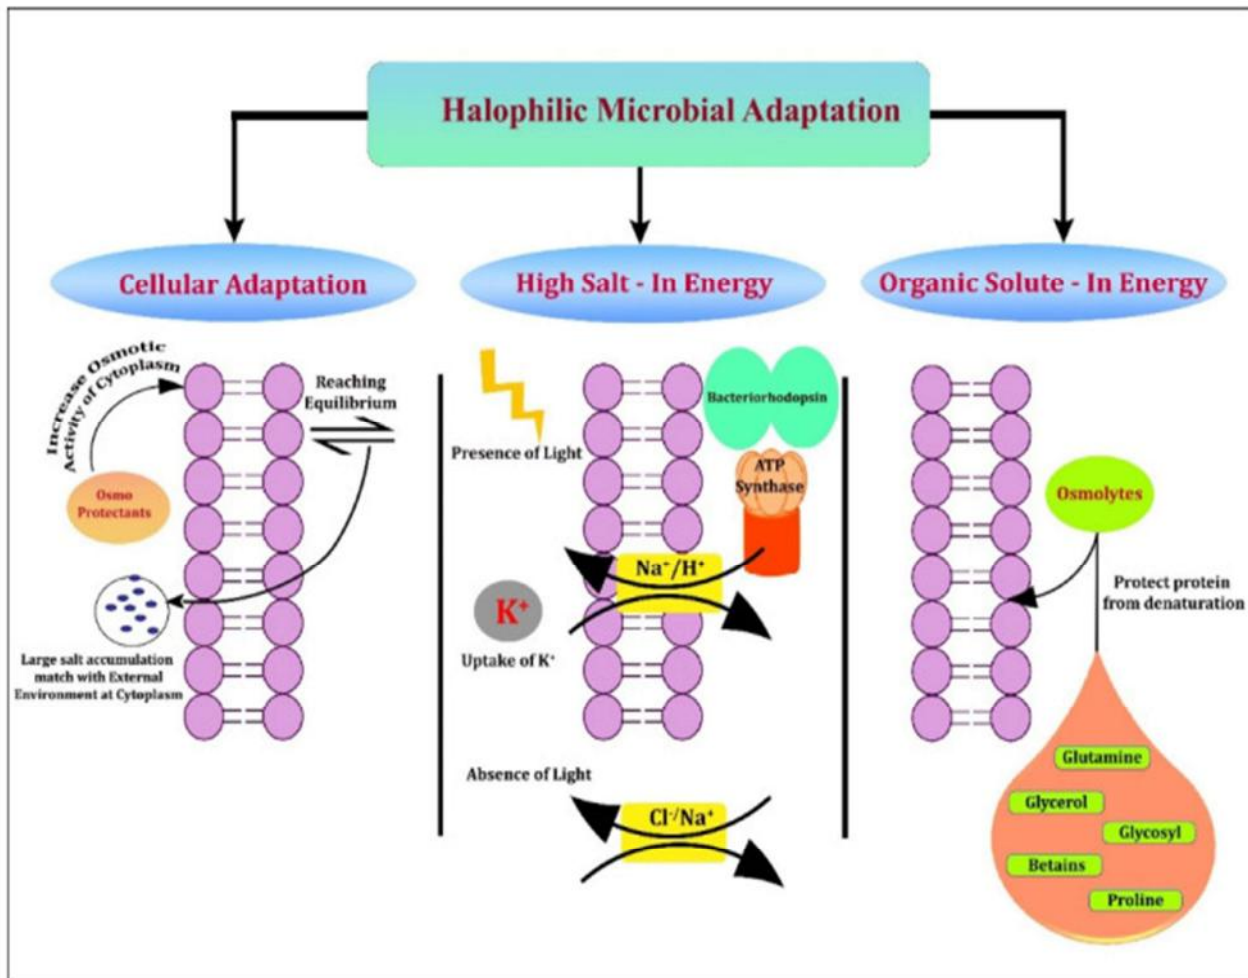 Halophilic Microbial Adaptation
Cellular Adaptation
High Salt - In Energy
Organic Solute - In Energy
Increase Osmotic
Activity of Cytoplasm
Reaching
Equilibrium
Osmo
Protectants
Large salt accumulation
match with External
Environment at Cytoplasm
Presence of Light
Bacteriorhodopsin
ATP
Synthase
Na⁺/H⁺
K⁺
Uptake of K⁺
Absence of Light
Cl⁻/Na⁺
Osmolytes
Protect protein
from denaturation
Glutamine
Glycerol
Glycosyl
Betains
Proline